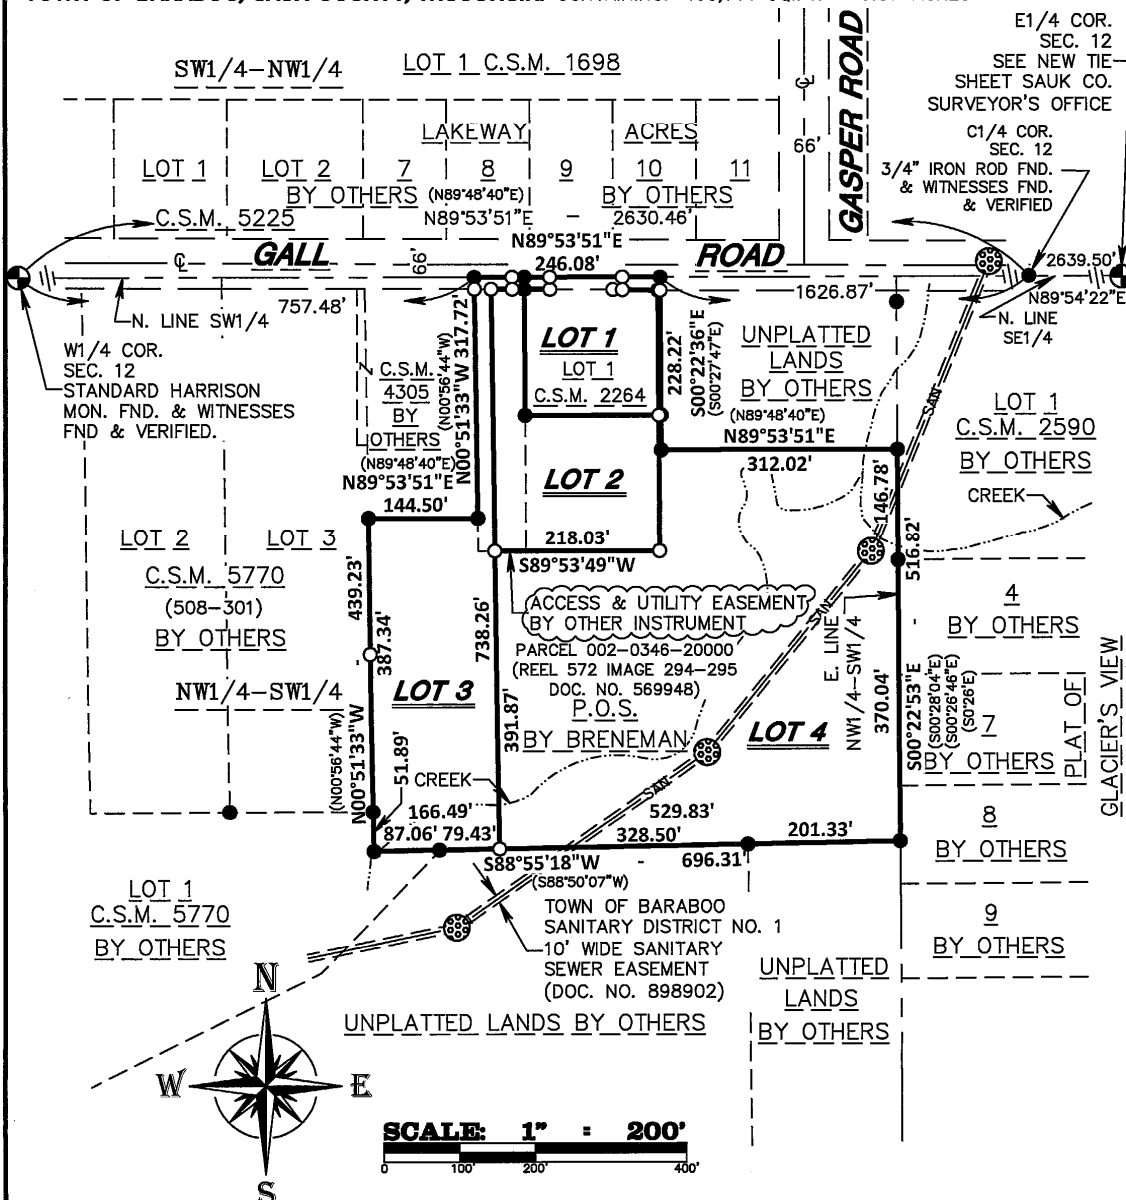 SW1/4–NW1/4
LOT 1 C.S.M. 1698
GASPER ROAD
66'
E1/4 COR.
SEC. 12
SEE NEW TIE
SHEET SAUK CO.
SURVEYOR'S OFFICE
C1/4 COR.
SEC. 12
3/4" IRON ROD FND.
& WITNESSES FND.
& VERIFIED
LAKEWAY ACRES
LOT 1
LOT 2
7
8
9
10
11
BY OTHERS
(N89°48'40"E)
BY OTHERS
C.S.M. 5225
N89°53'51"E – 2630.46'
N89°53'51"E
246.08'
GALL ROAD
66'
2639.50'
N89°54'22"E
757.48'
1626.87'
N. LINE SW1/4
N. LINE
SE1/4
W1/4 COR.
SEC. 12
STANDARD HARRISON
MON. FND. & WITNESSES
FND & VERIFIED.
C.S.M.
4305
BY
OTHERS
(N89°48'40"E)
N89°53'51"E
144.50'
(N00°56'44"W)
N00°51'33"W 317.72'
LOT 1
LOT 1
C.S.M. 2264
228.22'
S00°22'36"E
(S00°27'47"E)
UNPLATTED
LANDS
BY OTHERS
(N89°48'40"E)
N89°53'51"E
312.02'
SAN
LOT 1
C.S.M. 2590
BY OTHERS
CREEK
LOT 2
146.78'
516.82'
LOT 2
LOT 3
C.S.M. 5770
(508–301)
BY OTHERS
NW1/4–SW1/4
218.03'
S89°53'49"W
ACCESS & UTILITY EASEMENT
BY OTHER INSTRUMENT
PARCEL 002–0346–20000
(REEL 572 IMAGE 294–295
DOC. NO. 569948)
P.O.S.
BY BRENEMAN
439.23'
387.34'
N00°51'33"W
(N00°56'44"W)
51.89'
LOT 3
738.26'
391.87'
SAN
E. LINE
NW1/4–SW1/4
370.04'
S00°22'53"E
(S00°28'04"E)
(S00°26'46"E)
(S0°26'E)
LOT 4
4
BY OTHERS
7
BY OTHERS
PLAT OF
GLACIER'S VIEW
CREEK
SAN
166.49'
87.06'
79.43'
529.83'
328.50'
201.33'
S88°55'18"W - 696.31'
(S88°50'07"W)
8
BY OTHERS
9
BY OTHERS
LOT 1
C.S.M. 5770
BY OTHERS
TOWN OF BARABOO
SANITARY DISTRICT NO. 1
10' WIDE SANITARY
SEWER EASEMENT
(DOC. NO. 898902)
UNPLATTED
LANDS
BY OTHERS
UNPLATTED LANDS BY OTHERS
N
W
E
S
SCALE: 1" = 200'
0 100' 200' 400'